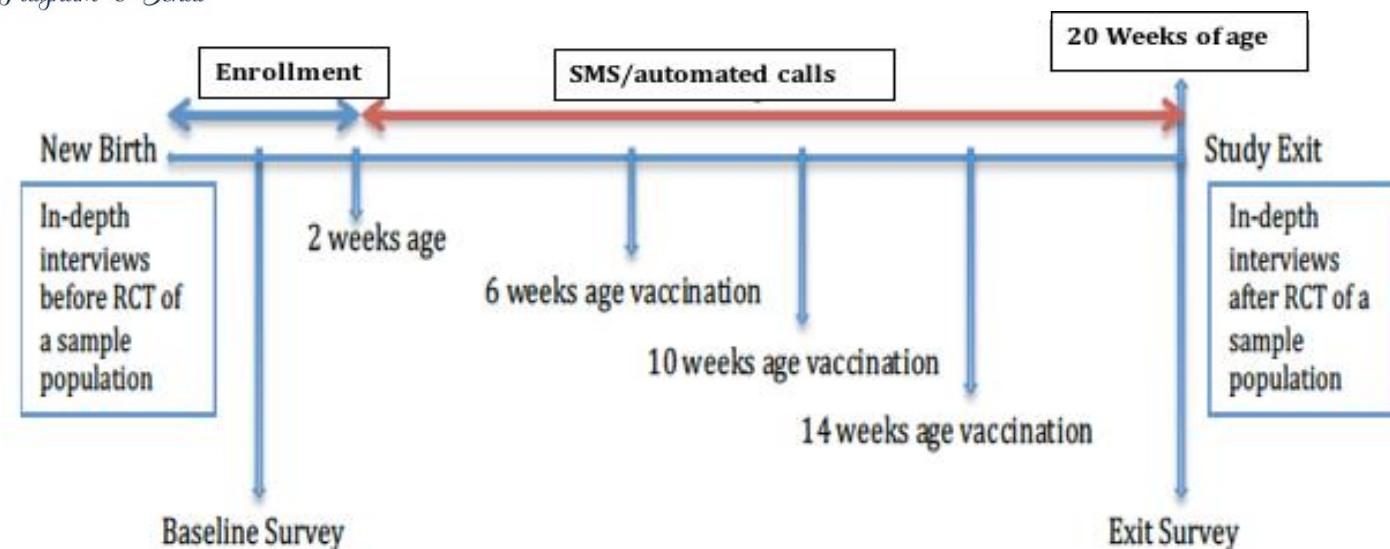 20 Weeks of age
Enrollment
SMS/automated calls
New Birth
Study Exit
In-depth
interviews
before RCT of
a sample
population
2 weeks age
6 weeks age vaccination
10 weeks age vaccination
14 weeks age vaccination
In-depth
interviews
after RCT of a
sample
population
Baseline Survey
Exit Survey